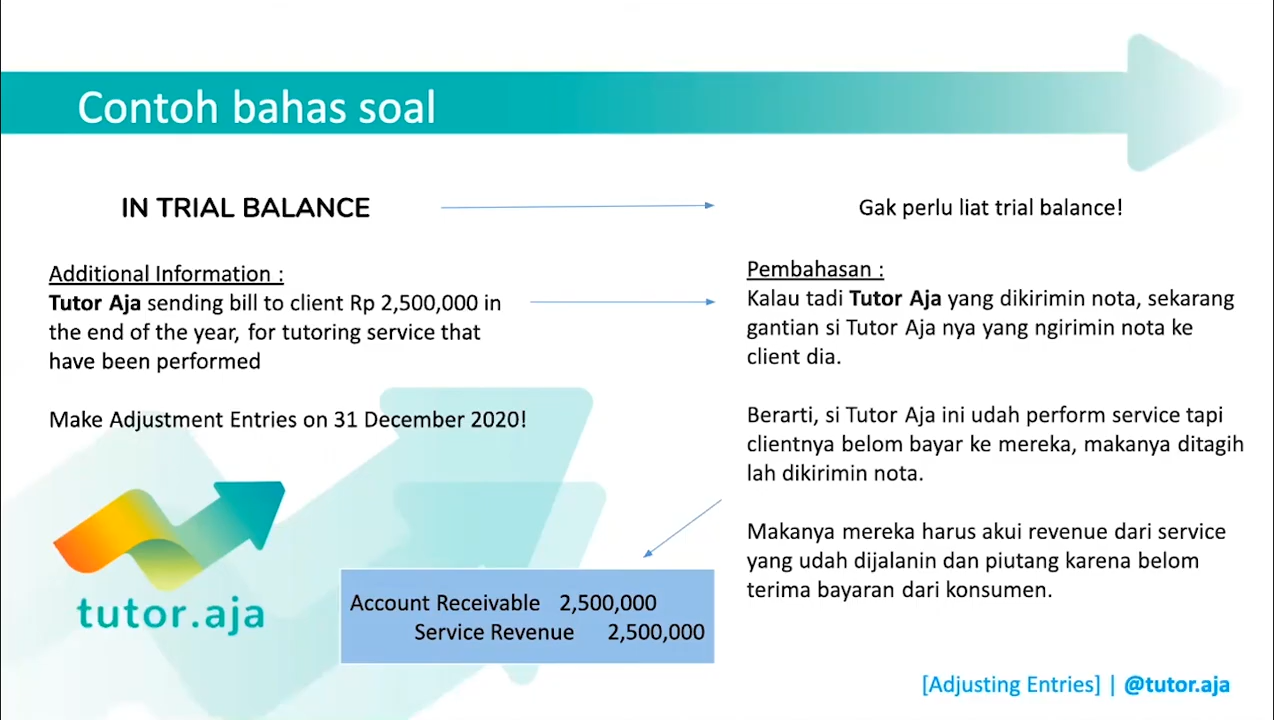 Contoh bahas soal
IN TRIAL BALANCE
Gak perlu liat trial balance!
Additional Information :
Tutor Aja sending bill to client Rp 2,500,000 in
the end of the year, for tutoring service that
have been performed
Make Adjustment Entries on 31 December 2020!
Pembahasan :
Kalau tadi Tutor Aja yang dikirimin nota, sekarang
gantian si Tutor Aja nya yang ngirimin nota ke
client dia.
Berarti, si Tutor Aja ini udah perform service tapi
clientnya belom bayar ke mereka, makanya ditagih
lah dikirimin nota.
Makanya mereka harus akui revenue dari service
yang udah dijalanin dan piutang karena belom
terima bayaran dari konsumen.
tutor.aja
Account Receivable 2,500,000
Service Revenue 2,500,000
[Adjusting Entries] | @tutor.aja